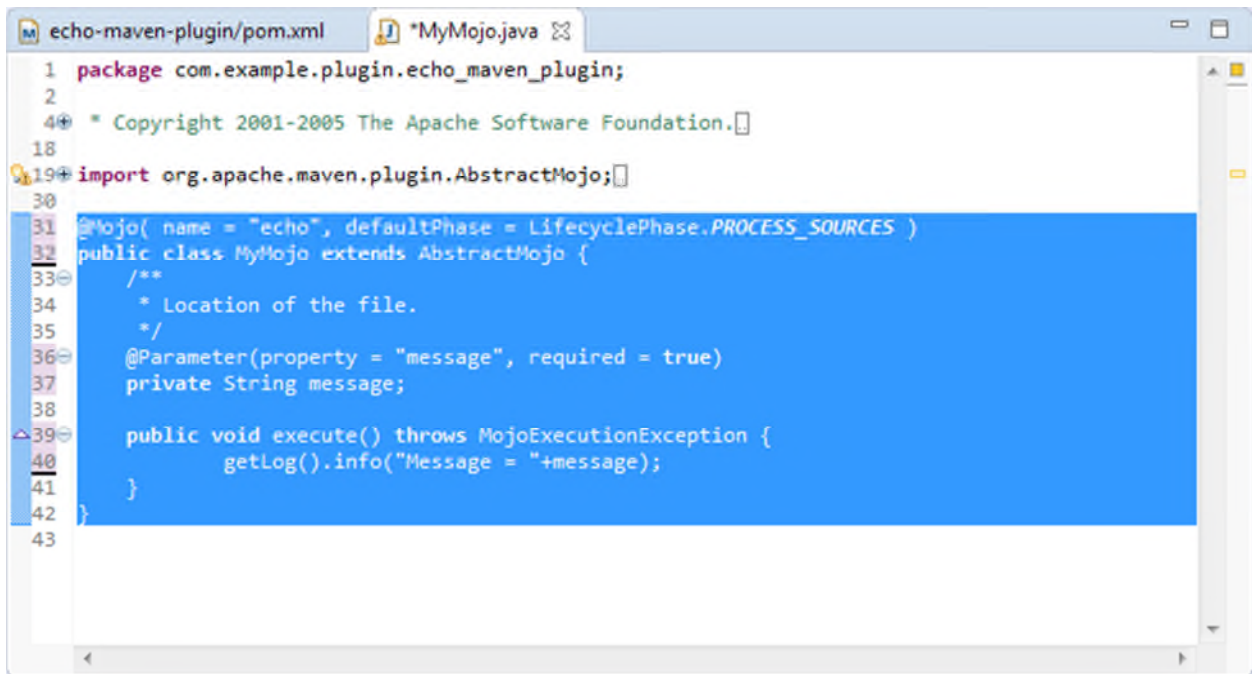 echo-maven-plugin/pom.xml *MyMojo.java
1 package com.example.plugin.echo_maven_plugin;
2
4 * Copyright 2001-2005 The Apache Software Foundation.
18
19 import org.apache.maven.plugin.AbstractMojo;
30
31 @Mojo( name = "echo", defaultPhase = LifecyclePhase.PROCESS_SOURCES )
32 public class MyMojo extends AbstractMojo {
33 /**
34 * Location of the file.
35 */
36 @Parameter(property = "message", required = true)
37 private String message;
38
39 public void execute() throws MojoExecutionException {
40 getLog().info("Message = "+message);
41 }
42 }
43